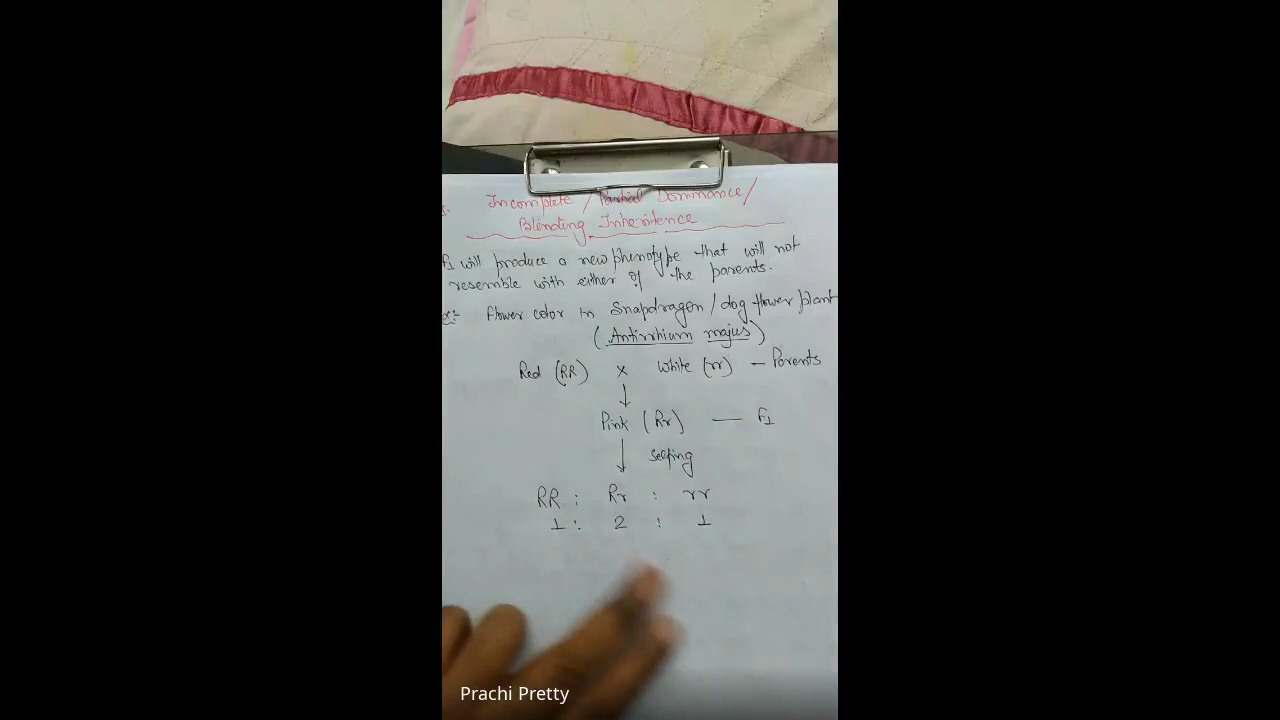 Incomplete / Partial Dominance/
Blending Inheritence
F1 will produce a new phenotype that will not
resemble with either of the parents.
Ex:- Flower color in Snapdragon / dog flower plant
(Antirrhium majus)
Red (RR) x White (rr) — Parents
↓
Pink (Rr) — F1
↓ selfing
RR : Rr : rr
1 : 2 : 1
Prachi Pretty